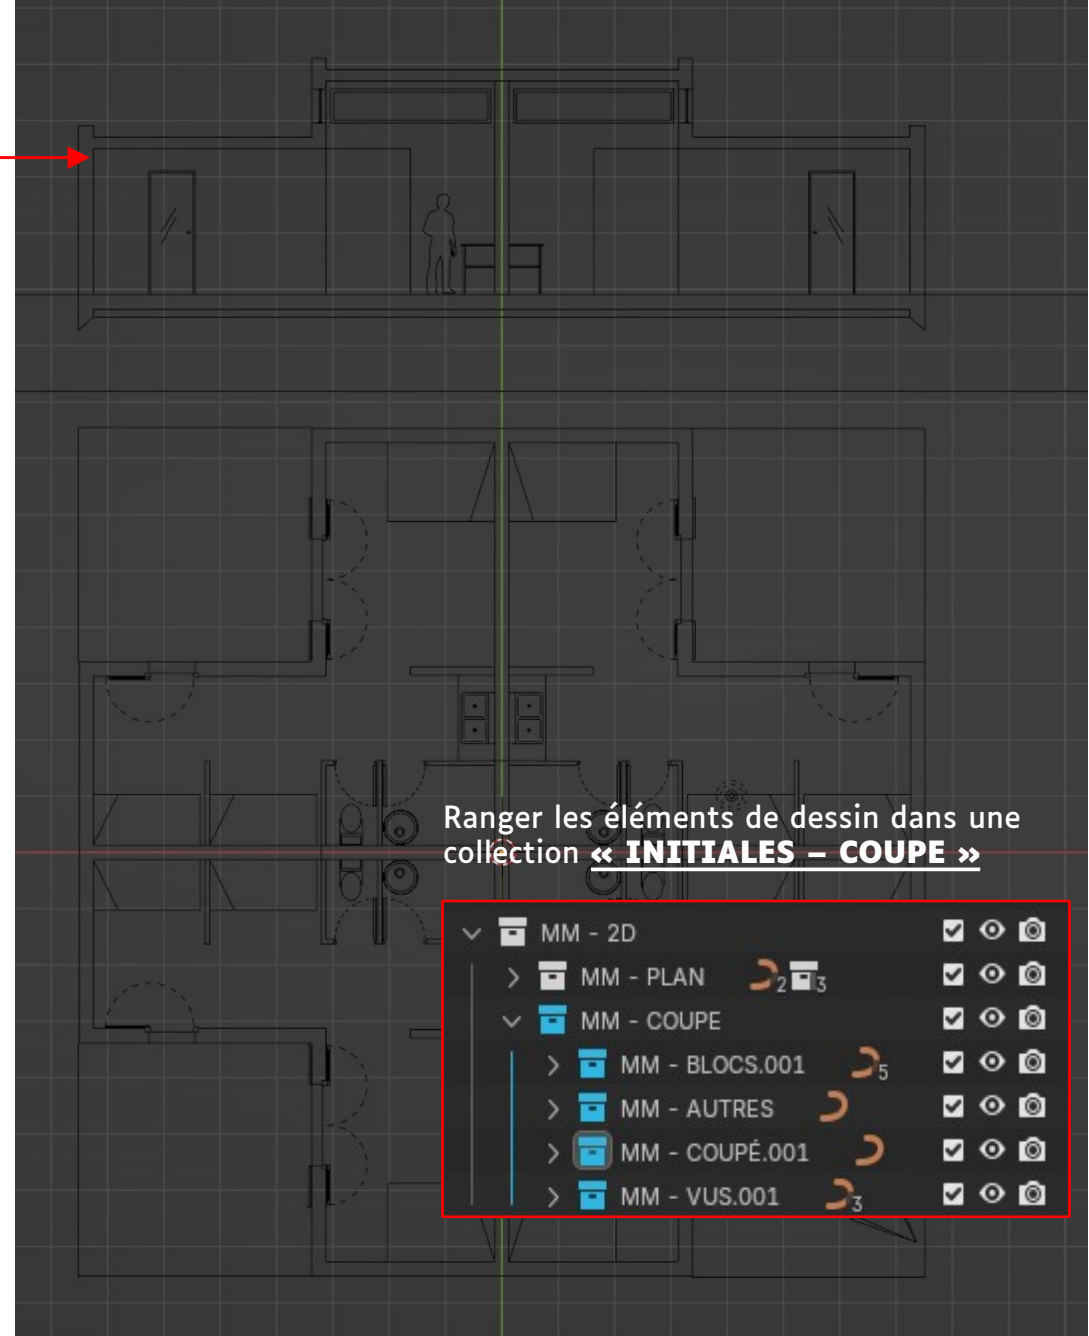 Ranger les éléments de dessin dans une
collection « INITIALES – COUPE »
MM - 2D
MM - PLAN 2 3
MM - COUPE
MM - BLOCS.001 5
MM - AUTRES
MM - COUPÉ.001
MM - VUS.001 3